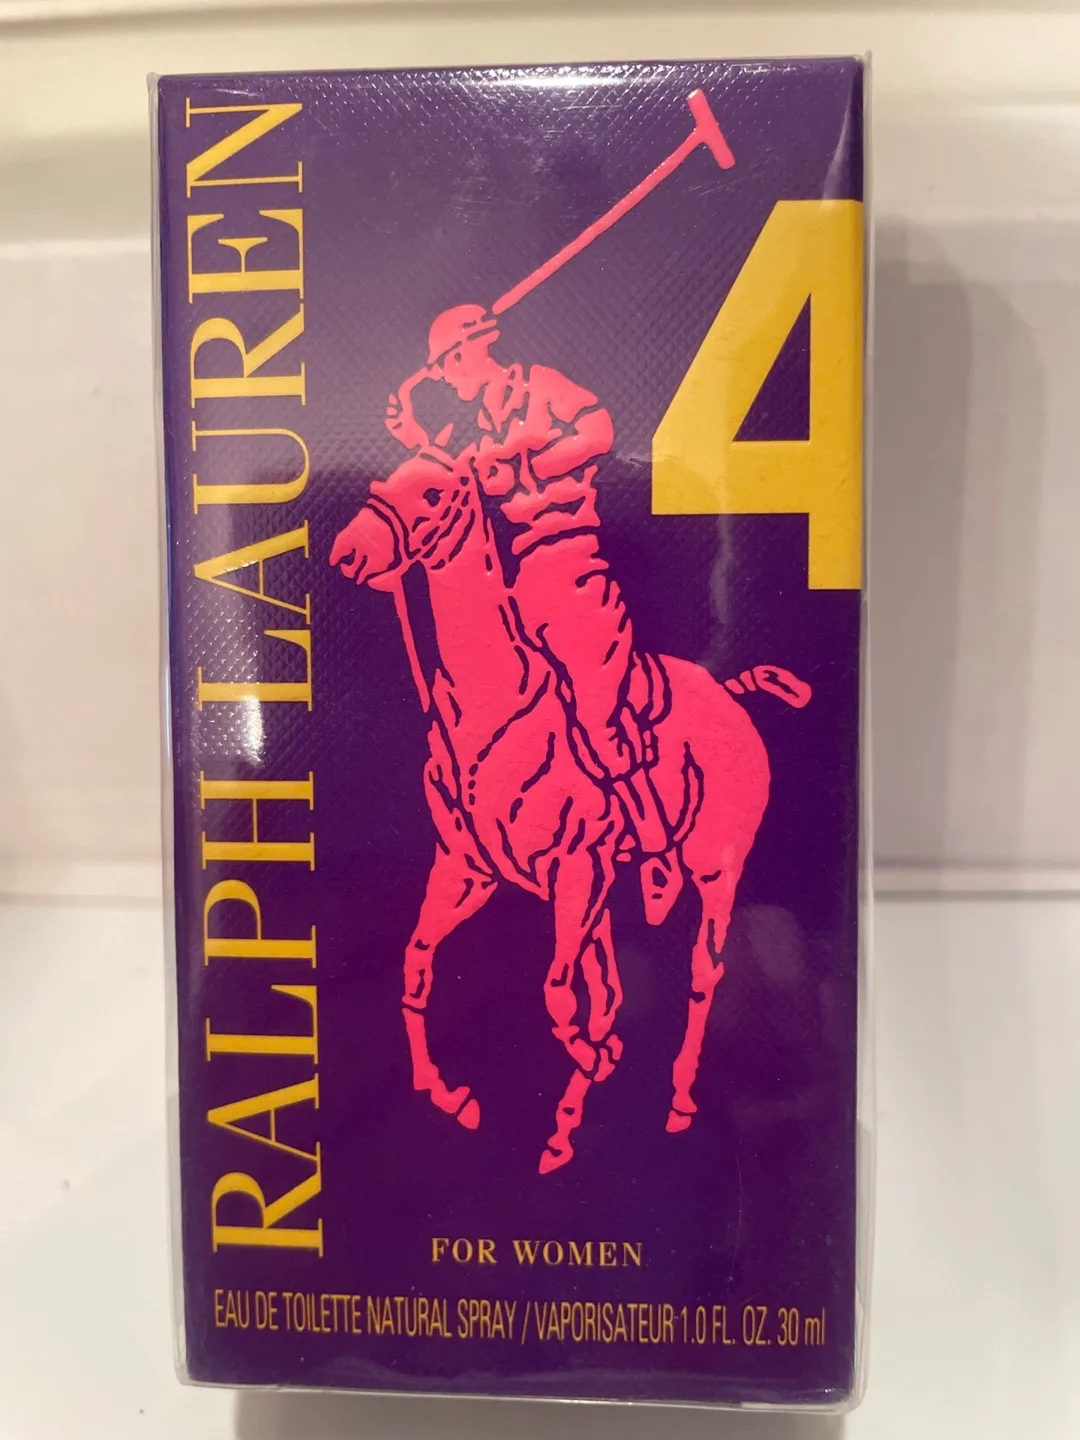 RALPH LAUREN
4
FOR WOMEN
EAU DE TOILETTE NATURAL SPRAY / VAPORISATEUR 1.0 FL. OZ. 30 ml